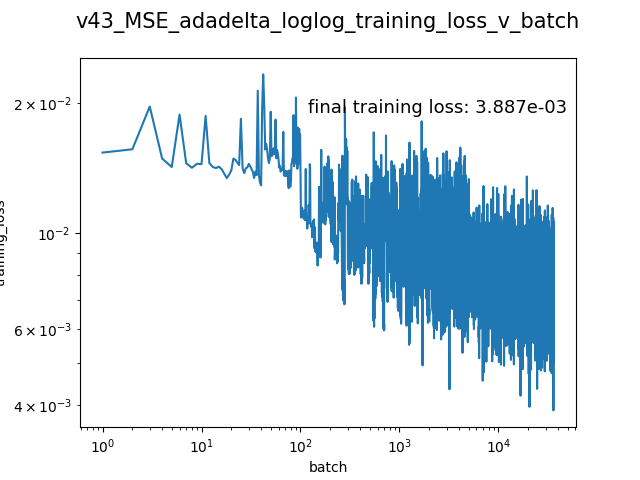 v43_MSE_adadelta_loglog_training_loss_v_batch
final training loss: 3.887e-03
2 × 10⁻²
10⁻²
6 × 10⁻³
4 × 10⁻³
10⁰ 10¹ 10² 10³ 10⁴
batch